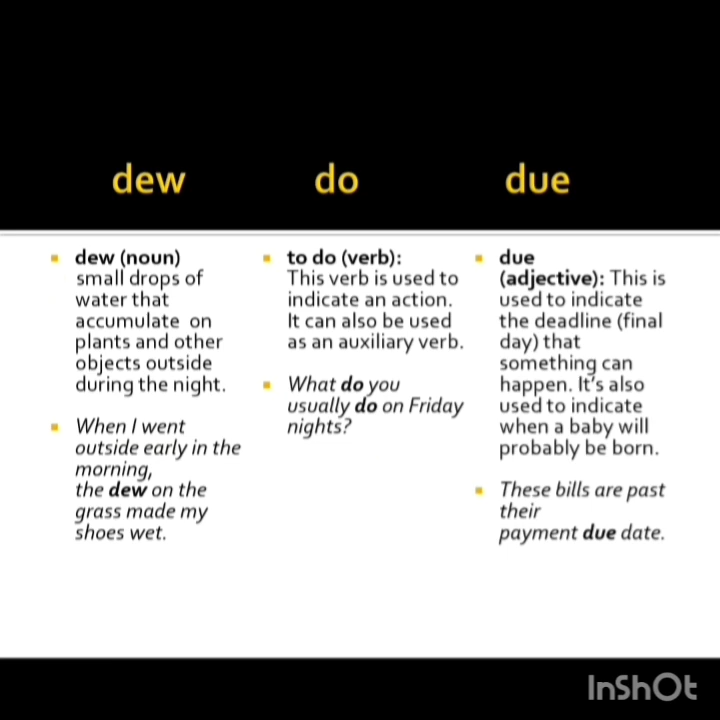 dew
do
due
dew (noun)
small drops of
water that
accumulate on
plants and other
objects outside
during the night.
When I went
outside early in the
morning,
the dew on the
grass made my
shoes wet.
to do (verb):
This verb is used to
indicate an action.
It can also be used
as an auxiliary verb.
What do you
usually do on Friday
nights?
due
(adjective): This is
used to indicate
the deadline (final
day) that
something can
happen. It's also
used to indicate
when a baby will
probably be born.
These bills are past
their
payment due date.
InShOt